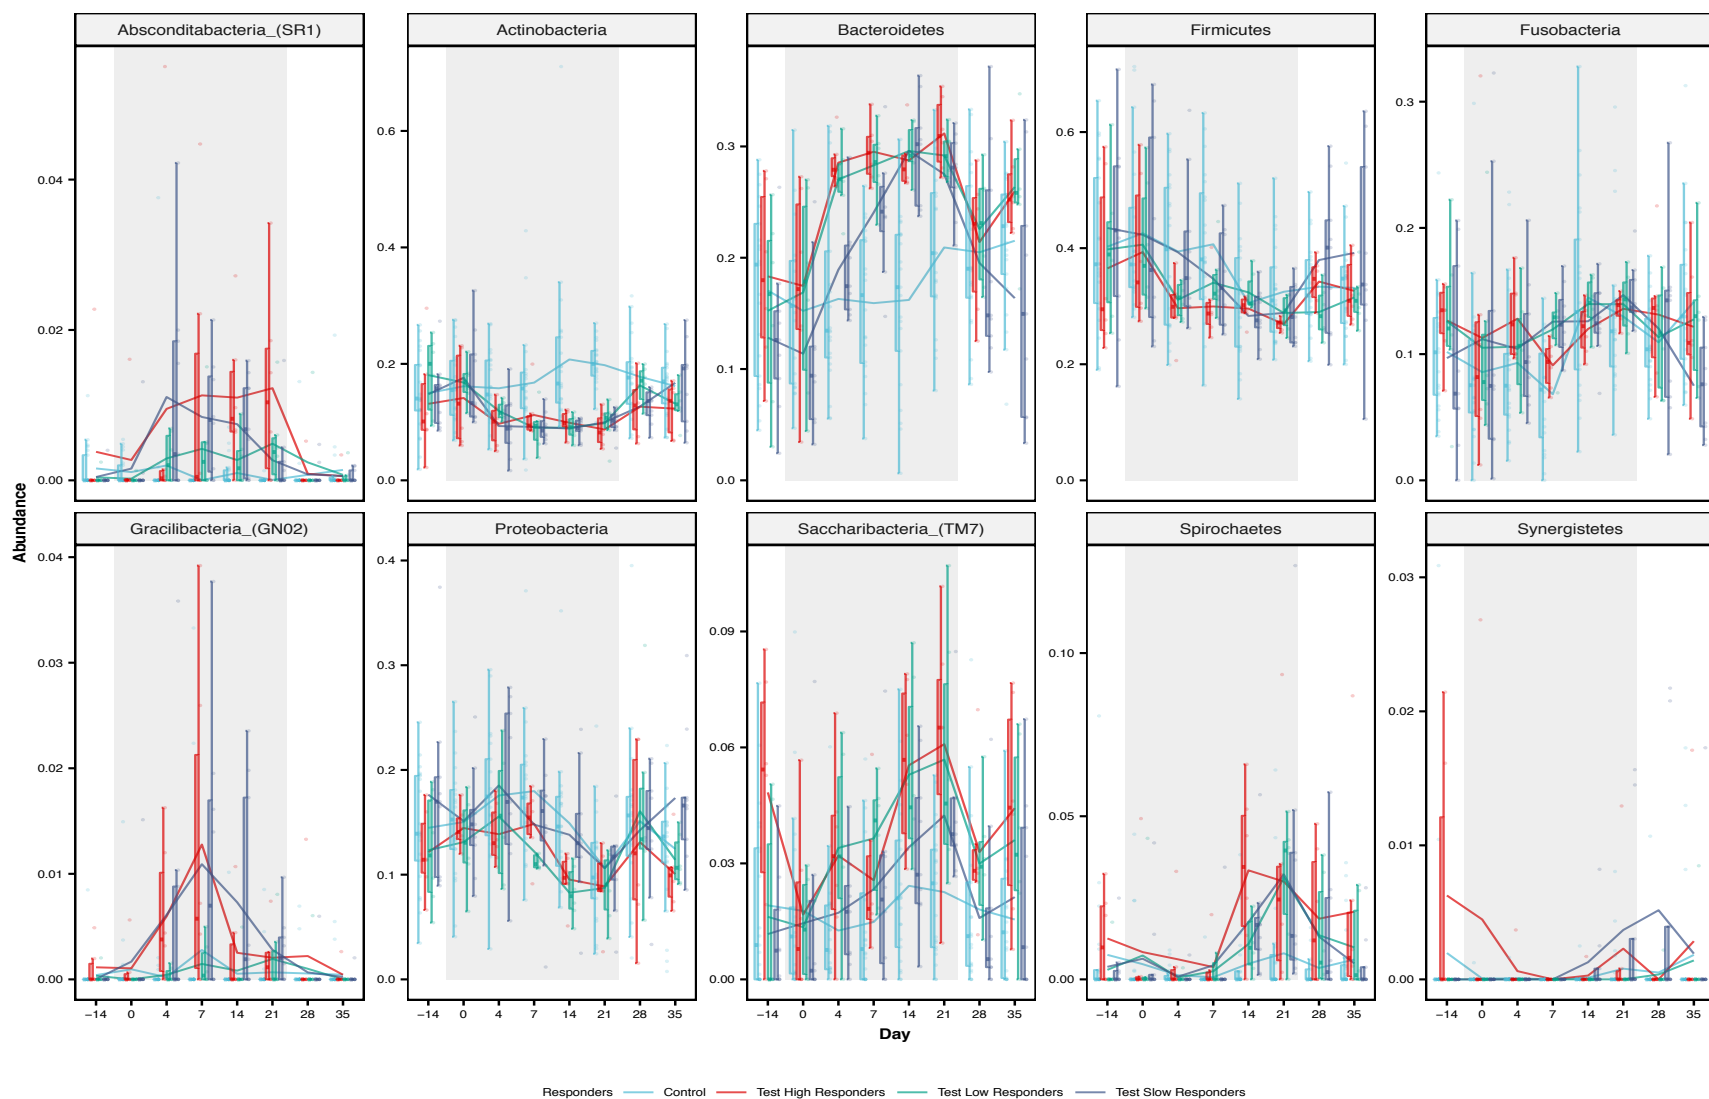 Absconditabacteria_(SR1) Actinobacteria Bacteroidetes Firmicutes Fusobacteria
0.04 0.6 0.3 0.6 0.3
0.02 0.4 0.2 0.4 0.2
0.2 0.1 0.2 0.1
0.00 0.0 0.0 0.0 0.0
Abundance
Gracilibacteria_(GN02) Proteobacteria Saccharibacteria_(TM7) Spirochaetes Synergistetes
0.04 0.4 0.09 0.10 0.03
0.03 0.3 0.06 0.05 0.02
0.02 0.2 0.03 0.00 0.01
0.01 0.1 0.00 0.00
0.00 0.0
−14 0 4 7 14 21 28 35 −14 0 4 7 14 21 28 35 −14 0 4 7 14 21 28 35 −14 0 4 7 14 21 28 35 −14 0 4 7 14 21 28 35
Day
Responders Control Test High Responders Test Low Responders Test Slow Responders